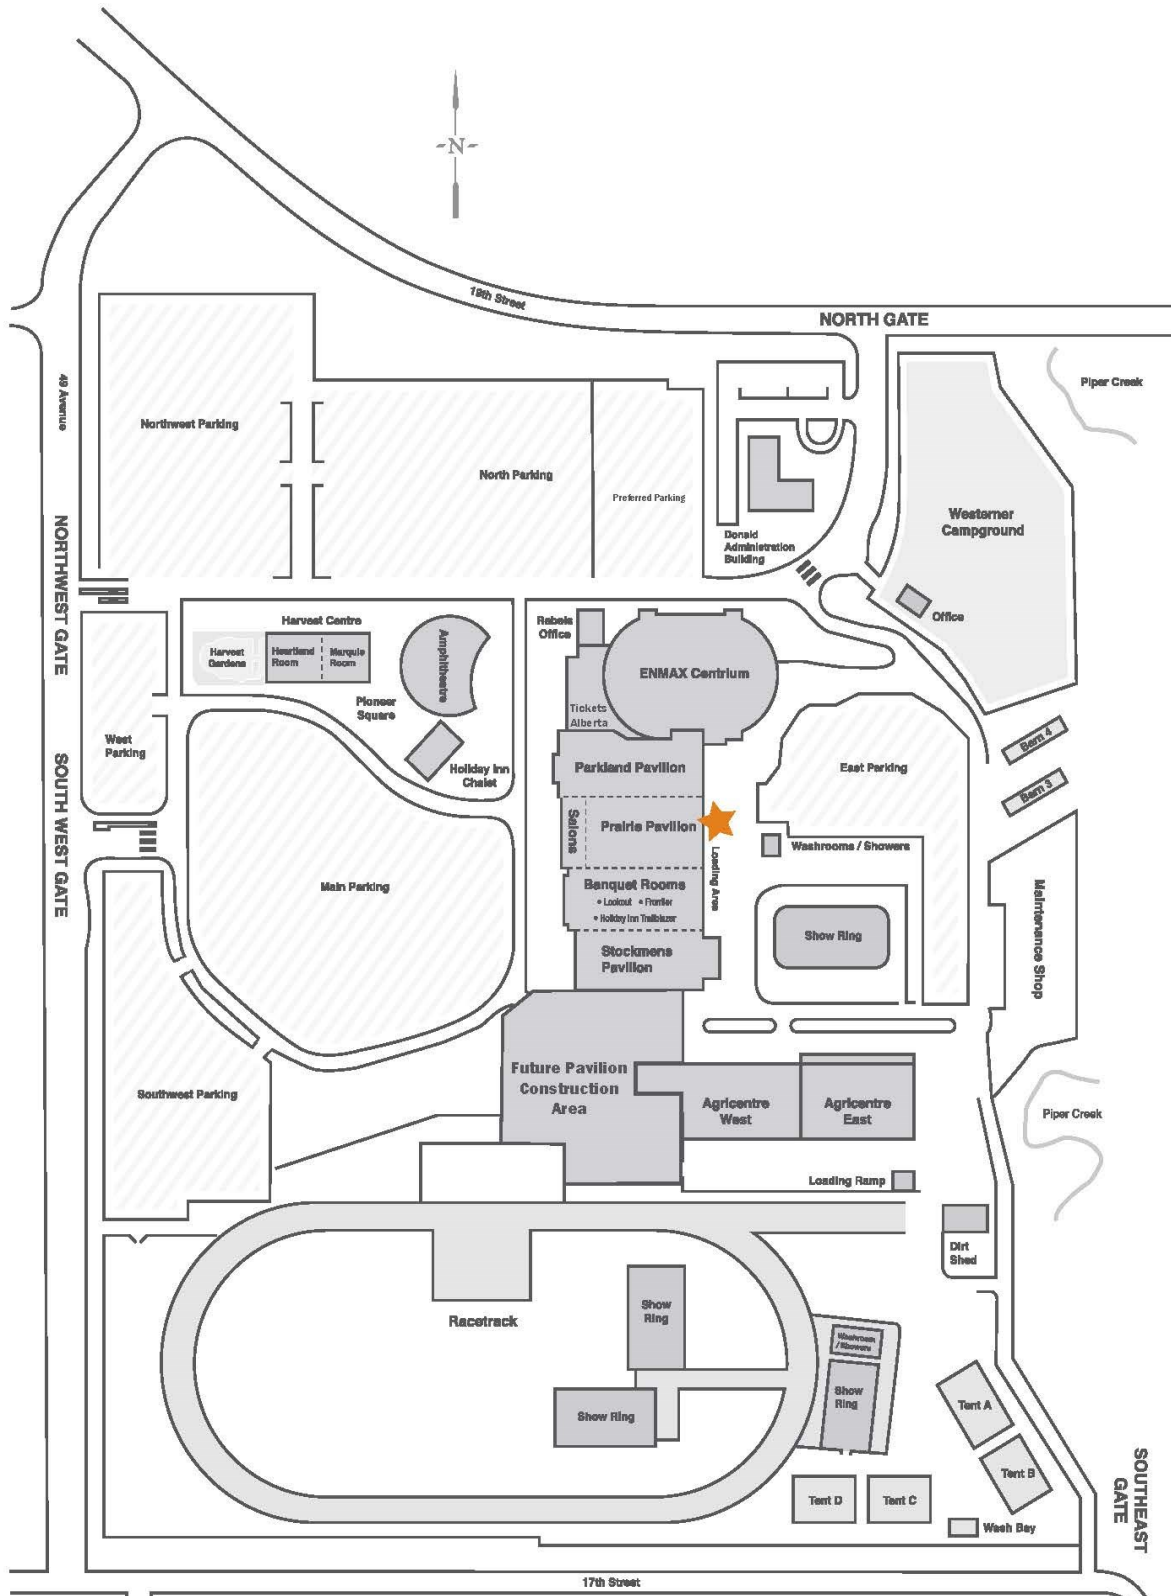 -N-
19th Street
NORTH GATE
Piper Creek
49 Avenue
Northwest Parking
North Parking
Preferred Parking
Westerner
Campground
Donald
Administration
Building
NORTHWEST GATE
Office
Harvest Centre
Harvest
Gardens
Heartland
Room
Marquis
Room
Amphitheatre
Rebels
Office
ENMAX Centrium
Pioneer
Square
Tickets
Alberta
West
Parking
Holiday Inn
Chalet
Parkland Pavilion
East Parking
Barn 4
Barn 3
SOUTH WEST GATE
Salons
Prairie Pavilion
Loading Area
Washrooms / Showers
Main Parking
Banquet Rooms
• Lookout • Frontier
• Holiday Inn Trailblazer
Show Ring
Maintenance Shop
Stockmens
Pavilion
Future Pavilion
Construction
Area
Southwest Parking
Agricentre
West
Agricentre
East
Piper Creek
Loading Ramp
Dirt
Shed
Racetrack
Show
Ring
Washroom
/ Showers
Show
Ring
Show Ring
Tent A
Tent B
Tent D
Tent C
Wash Bay
SOUTHEAST
GATE
17th Street